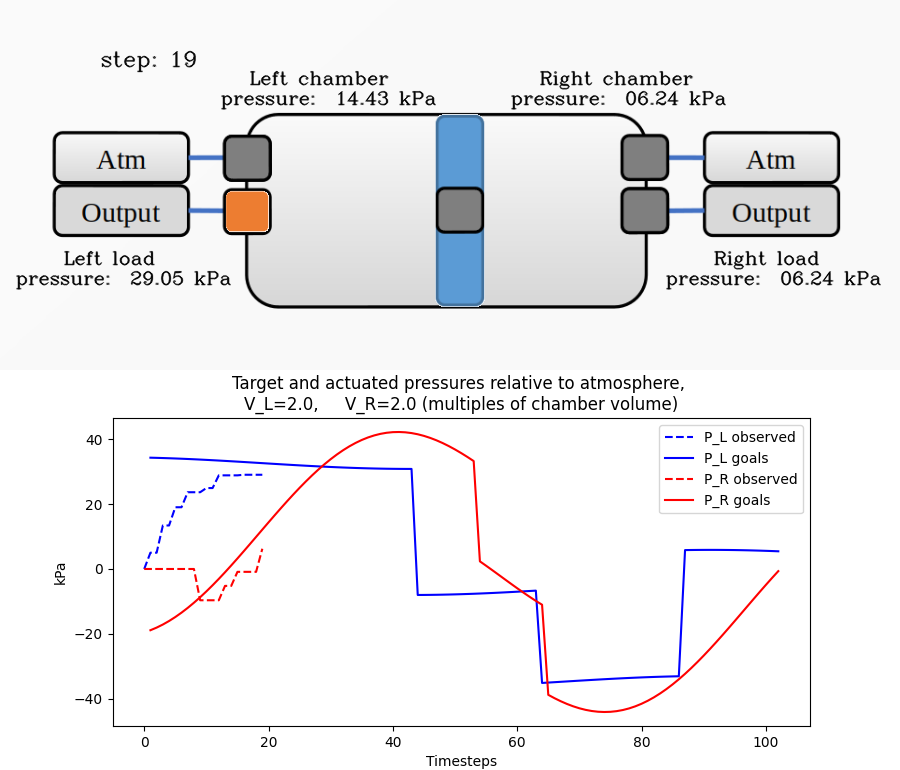 step: 19
Left chamber
pressure: 14.43 kPa
Right chamber
pressure: 06.24 kPa
Atm
Output
Atm
Output
Left load
pressure: 29.05 kPa
Right load
pressure: 06.24 kPa
Target and actuated pressures relative to atmosphere,
V_L=2.0, V_R=2.0 (multiples of chamber volume)
P_L observed
P_L goals
P_R observed
P_R goals
kPa
40
20
0
−20
−40
0 20 40 60 80 100
Timesteps